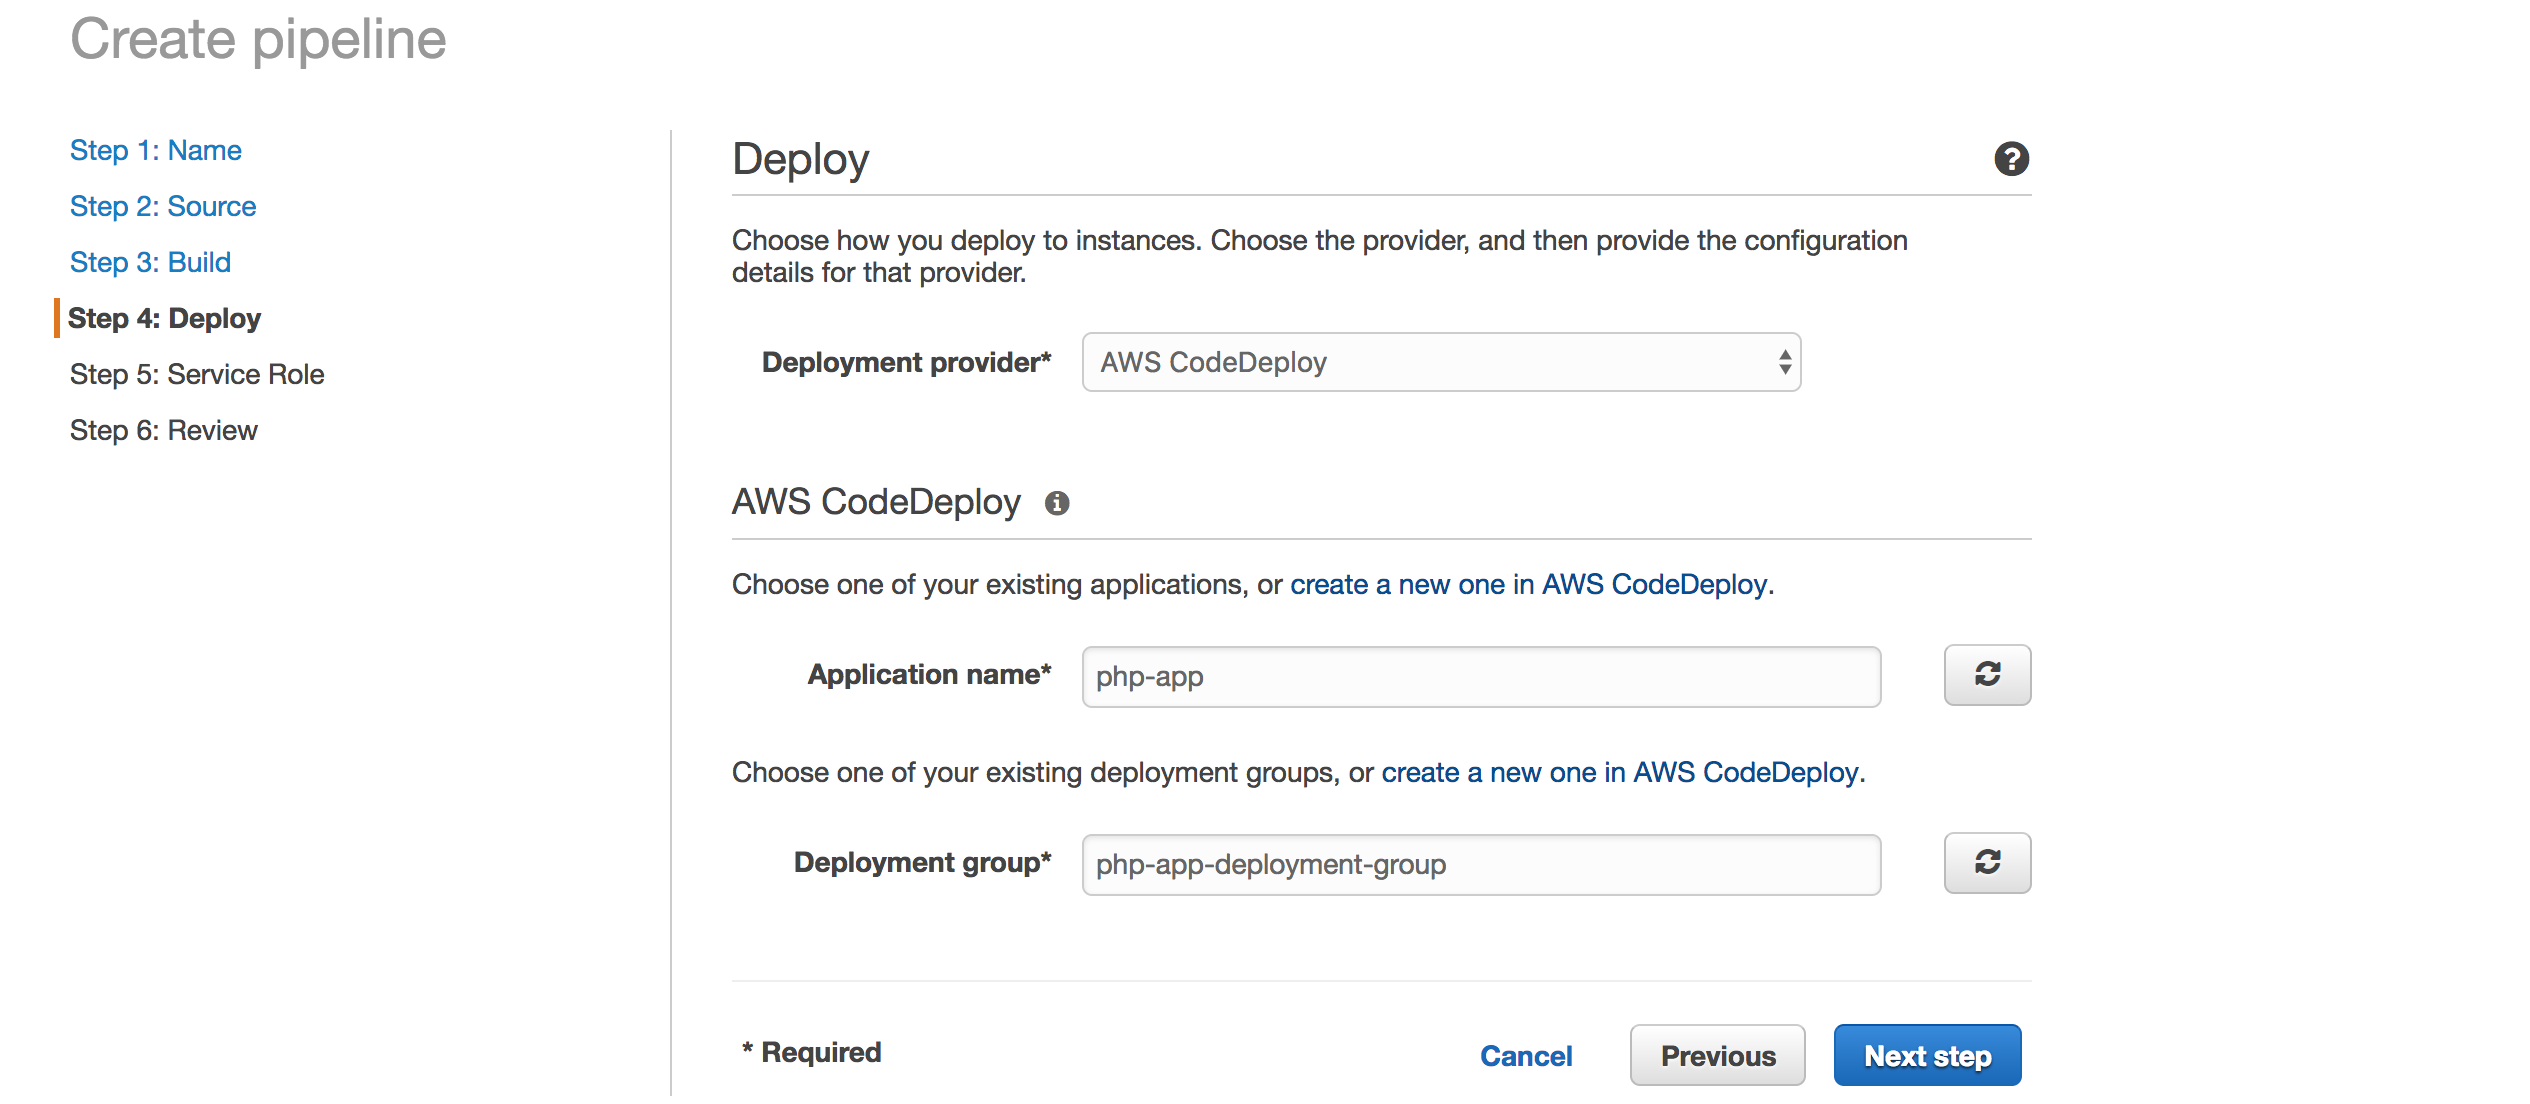 Create pipeline
Step 1: Name
Step 2: Source
Step 3: Build
Step 4: Deploy
Step 5: Service Role
Step 6: Review
Deploy
Choose how you deploy to instances. Choose the provider, and then provide the configuration
details for that provider.
Deployment provider* AWS CodeDeploy
AWS CodeDeploy
Choose one of your existing applications, or create a new one in AWS CodeDeploy.
Application name* php-app
Choose one of your existing deployment groups, or create a new one in AWS CodeDeploy.
Deployment group* php-app-deployment-group
* Required
Cancel
Previous
Next step